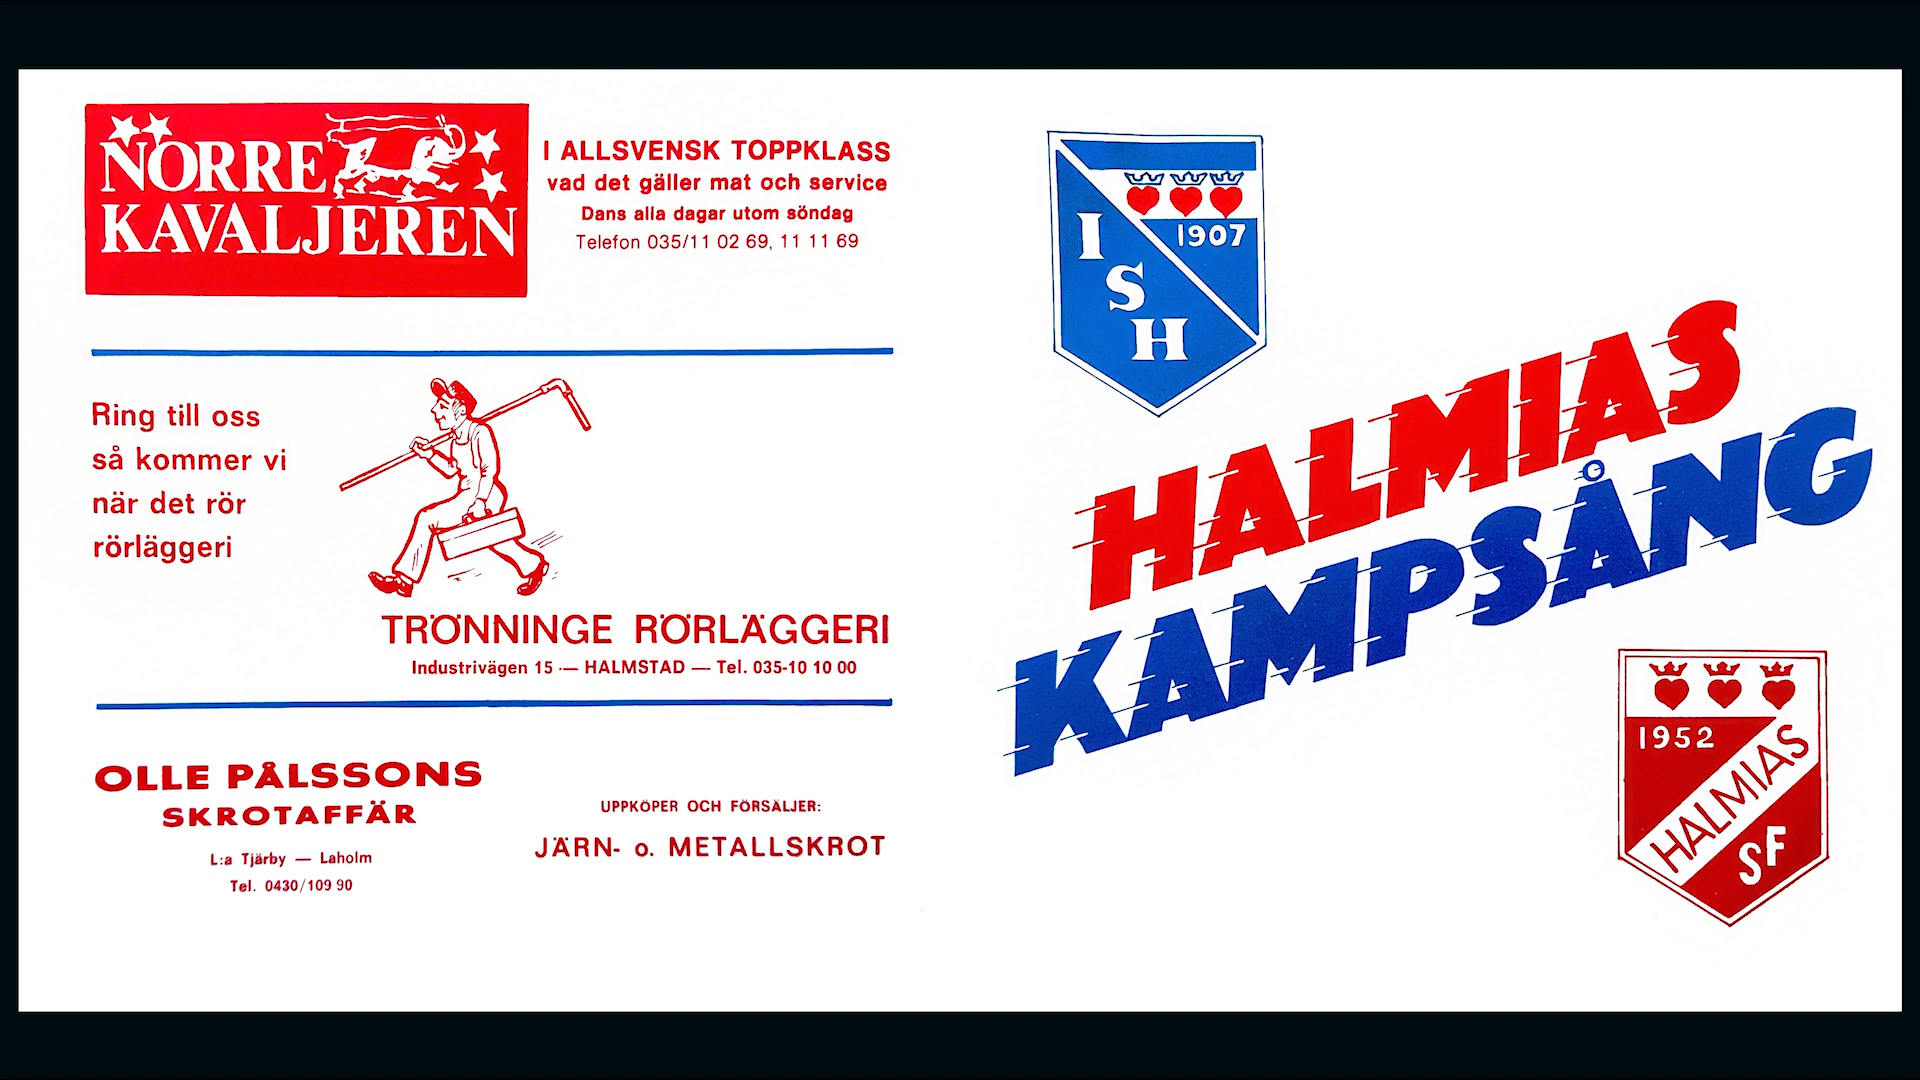 NORRE
KAVALJEREN
I ALLSVENSK TOPPKLASS
vad det gäller mat och service
Dans alla dagar utom söndag
Telefon 035/11 02 69, 11 11 69
Ring till oss
så kommer vi
när det rör
rörläggeri
TRÖNNINGE RÖRLÄGGERI
Industrivägen 15 — HALMSTAD — Tel. 035-10 10 00
OLLE PÅLSSONS
SKROTAFFÄR
L:a Tjärby — Laholm
Tel. 0430/109 90
UPPKÖPER OCH FÖRSÄLJER:
JÄRN- o. METALLSKROT
1907
I
S
H
HALMIAS
KAMPSÅNG
1952
HALMIAS
SF